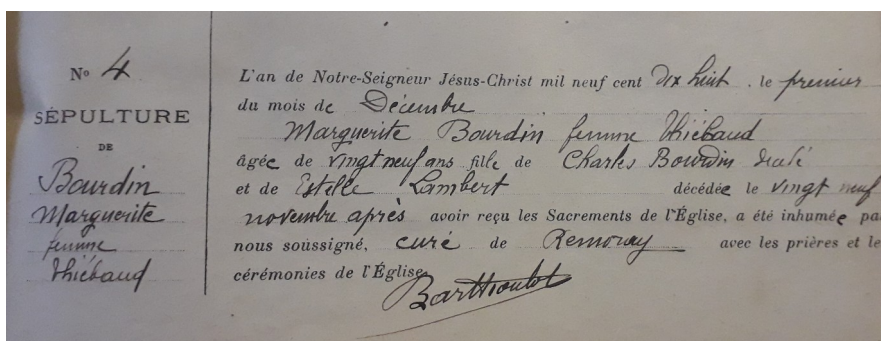 Nº 4
SÉPULTURE
DE
Bourdin
Marguerite
femme
Thiébaud
L'an de Notre-Seigneur Jésus-Christ mil neuf cent dix huit, le premier
du mois de Décembre
Marguerite Bourdin femme Thiébaud
âgée de vingt neuf ans fille de Charles Bourdin
et de Estelle Lambert décédée le vingt neuf
novembre après avoir reçu les Sacrements de l'Église, a été inhumée pa
nous soussigné, curé de Remoray avec les prières et le
cérémonies de l'Église
Barthoulot